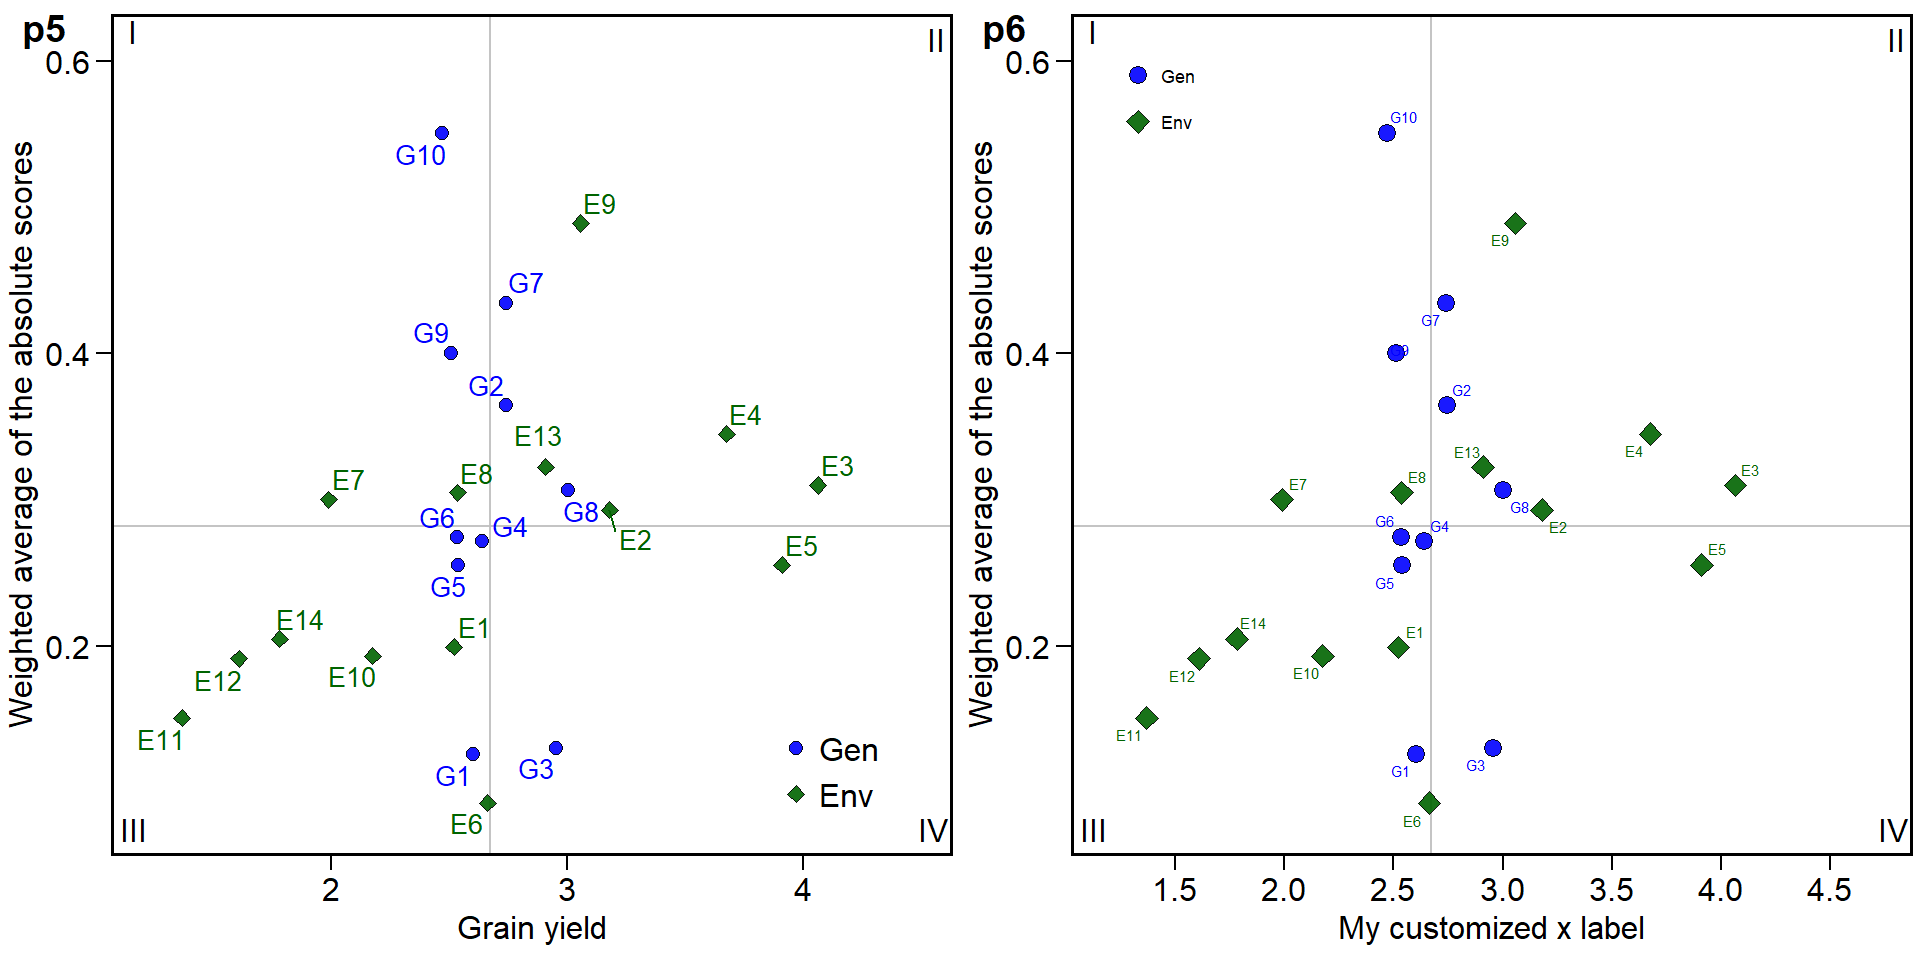 p5
I
II
0.6
0.4
0.2
Weighted average of the absolute scores
G10
E9
G7
G9
G2
E4
E13
E3
E7
E8
G8
G6
G4
E2
E5
G5
E14
E1
E12
E10
E11
G1
G3
E6
Gen
Env
III
IV
2
3
4
Grain yield
p6
I
II
0.6
0.4
0.2
Weighted average of the absolute scores
Gen
Env
G10
E9
G7
G9
G2
E4
E13
E3
E7
E8
G8
G6
G4
E2
E5
G5
E14
E1
E12
E10
E11
G1
G3
E6
III
IV
1.5
2.0
2.5
3.0
3.5
4.0
4.5
My customized x label